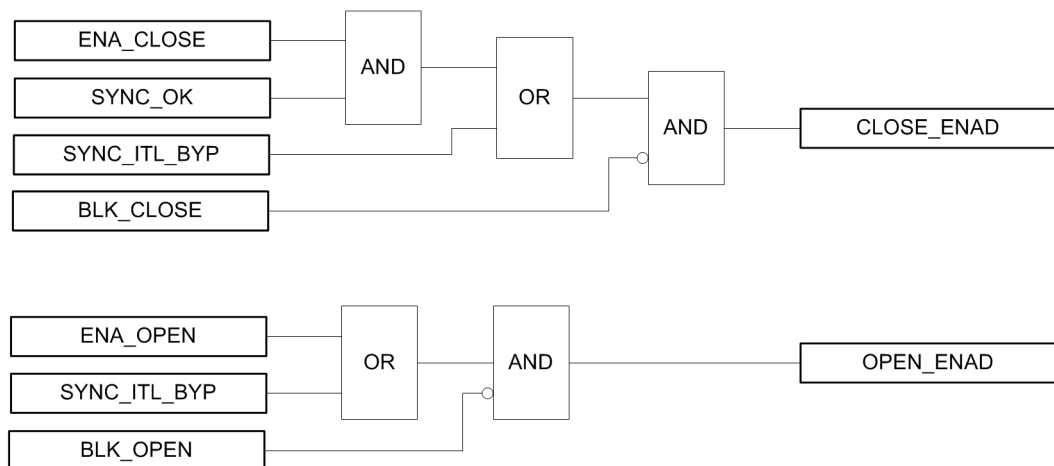 ENA_CLOSE
AND
SYNC_OK
OR
AND
CLOSE_ENAD
SYNC_ITL_BYP
BLK_CLOSE
ENA_OPEN
OR
AND
OPEN_ENAD
SYNC_ITL_BYP
BLK_OPEN